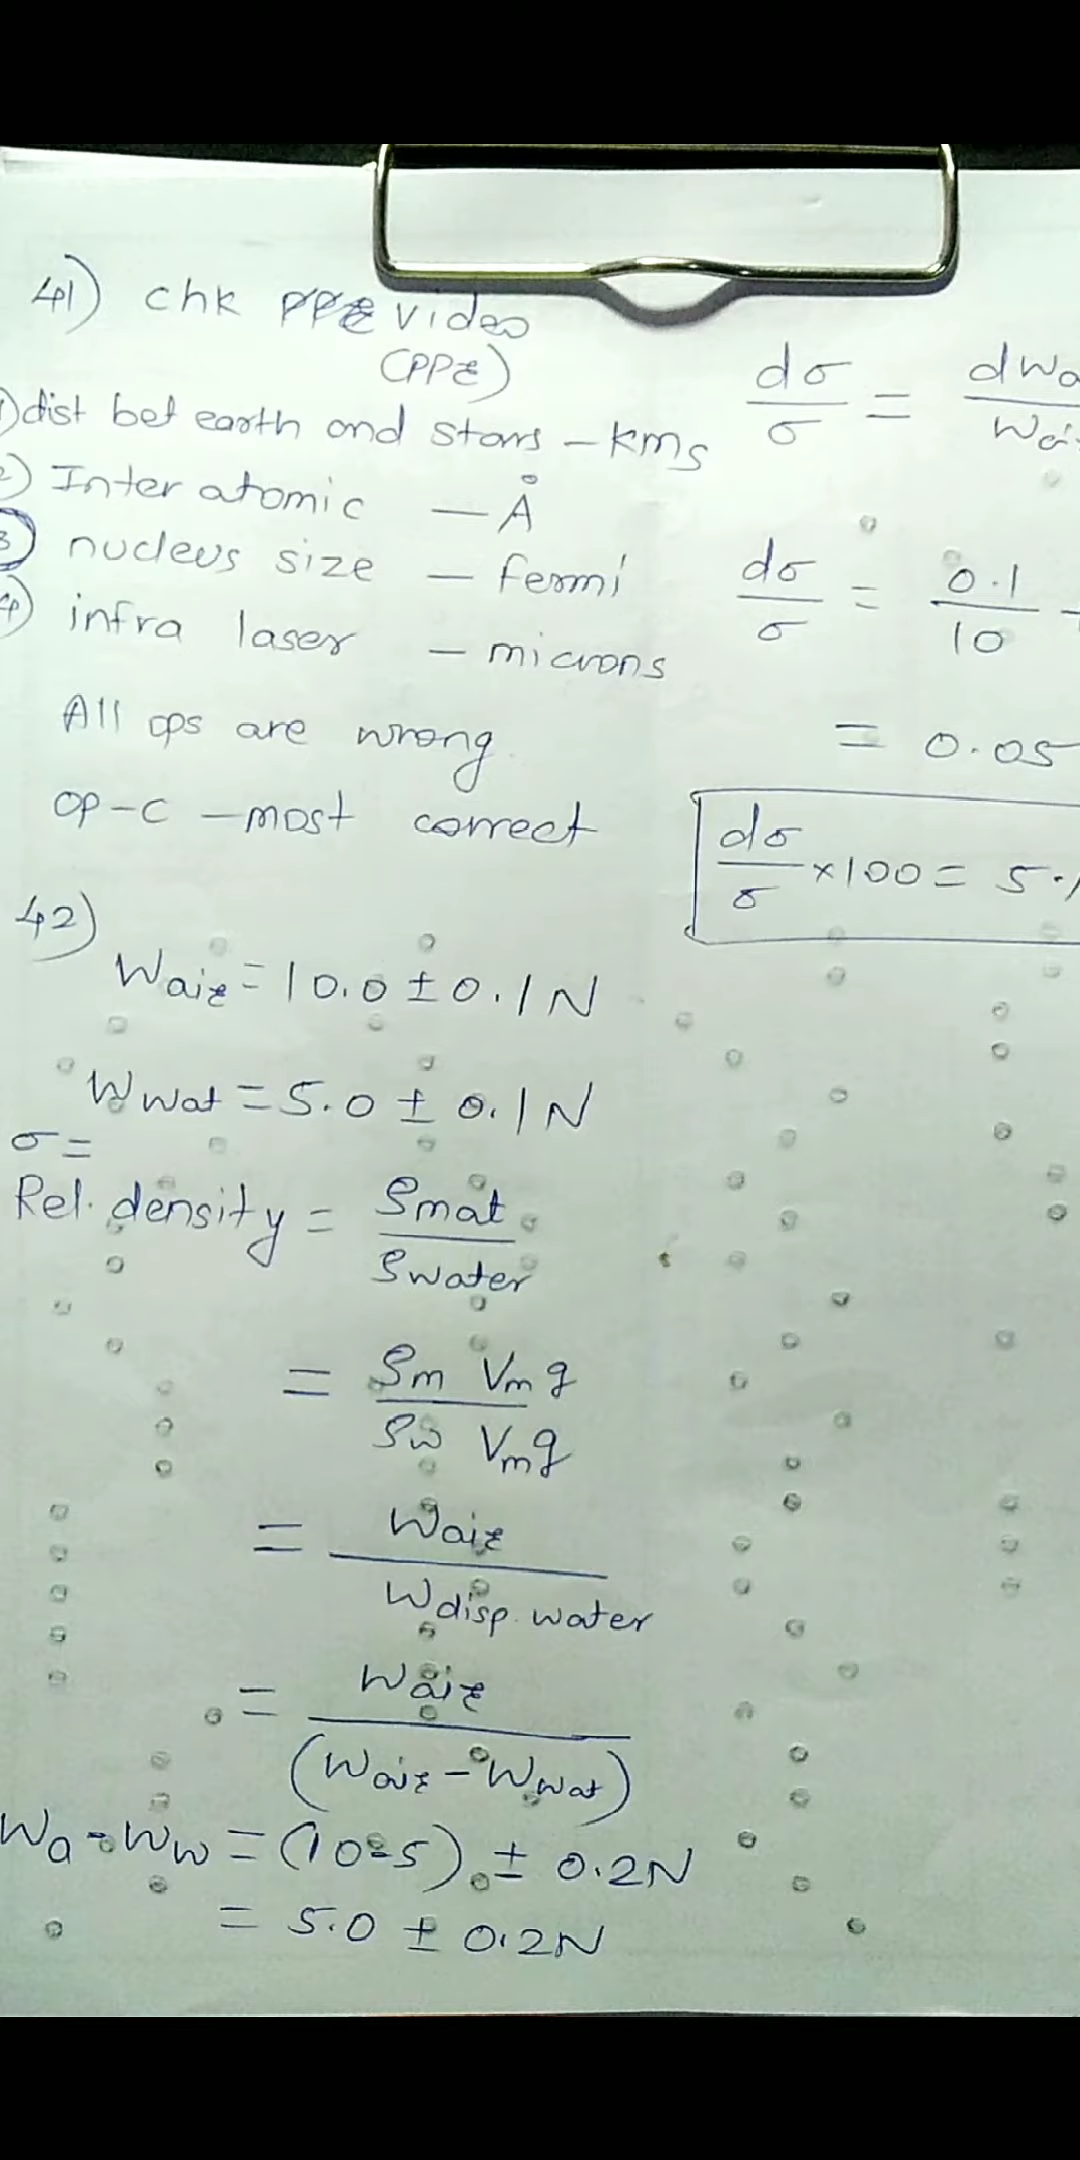 41) chk PPE video
(PPE)
1) dist bet earth and stars - kms
2) Inter atomic — Å
3) nucleus size — fermi
4) infra laser — microns
All ops are wrong.
op-C — most correct
42)
Wair = 10.0 ± 0.1 N
Wwat = 5.0 ± 0.1 N
σ =
Rel. density = ρmat / ρwater
= ρm Vm g / ρw Vm g
= Wair / Wdisp. water
= Wair / (Wair - Wwat)
Wa - Ww = (10-5) ± 0.2N
= 5.0 ± 0.2N
dσ / σ = dwa
dσ / σ = 0.1 / 10
= 0.05
dσ / σ × 100 = 5.